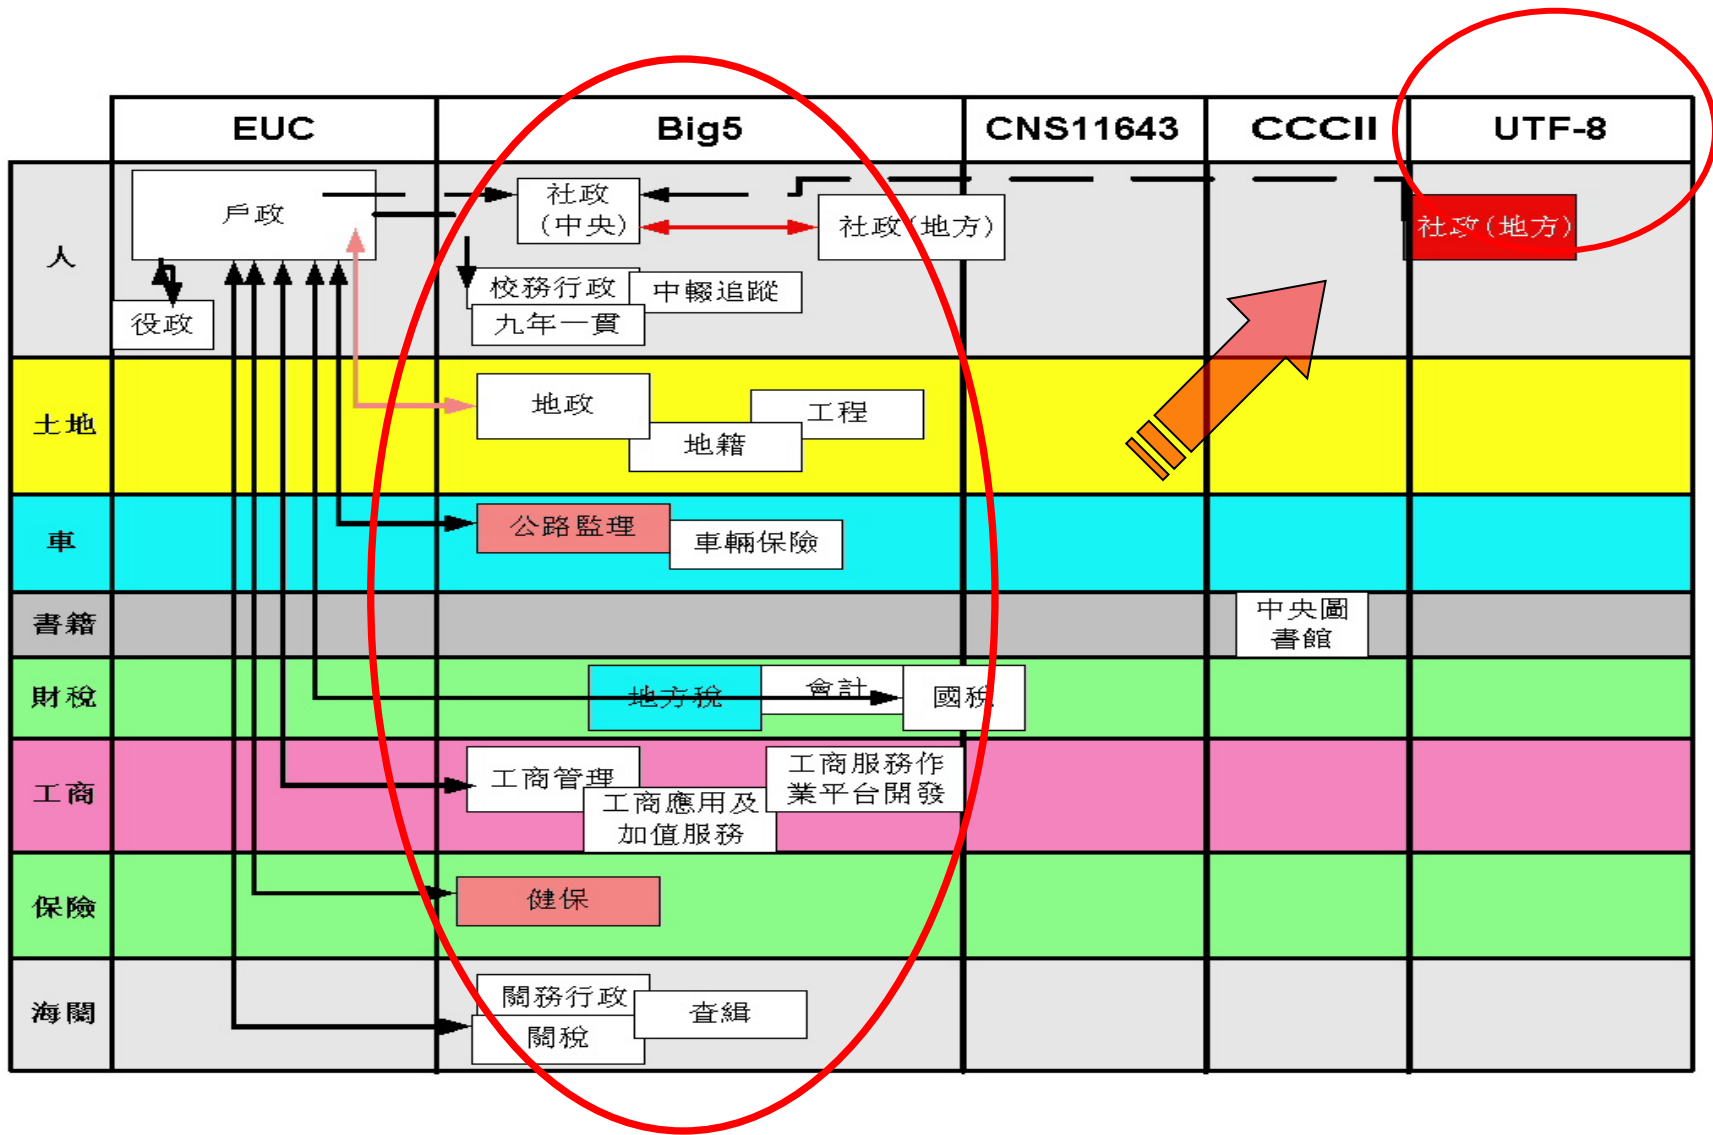 EUC
Big5
CNS11643
CCCII
UTF-8
人
戶政
社政
(中央)
社政(地方)
社政(地方)
役政
校務行政
中輟追蹤
九年一貫
土地
地政
工程
地籍
車
公路監理
車輛保險
書籍
中央圖
書館
財稅
地方稅
會計
國稅
工商
工商管理
工商應用及
加值服務
工商服務作
業平台開發
保險
健保
海關
關務行政
查緝
關稅